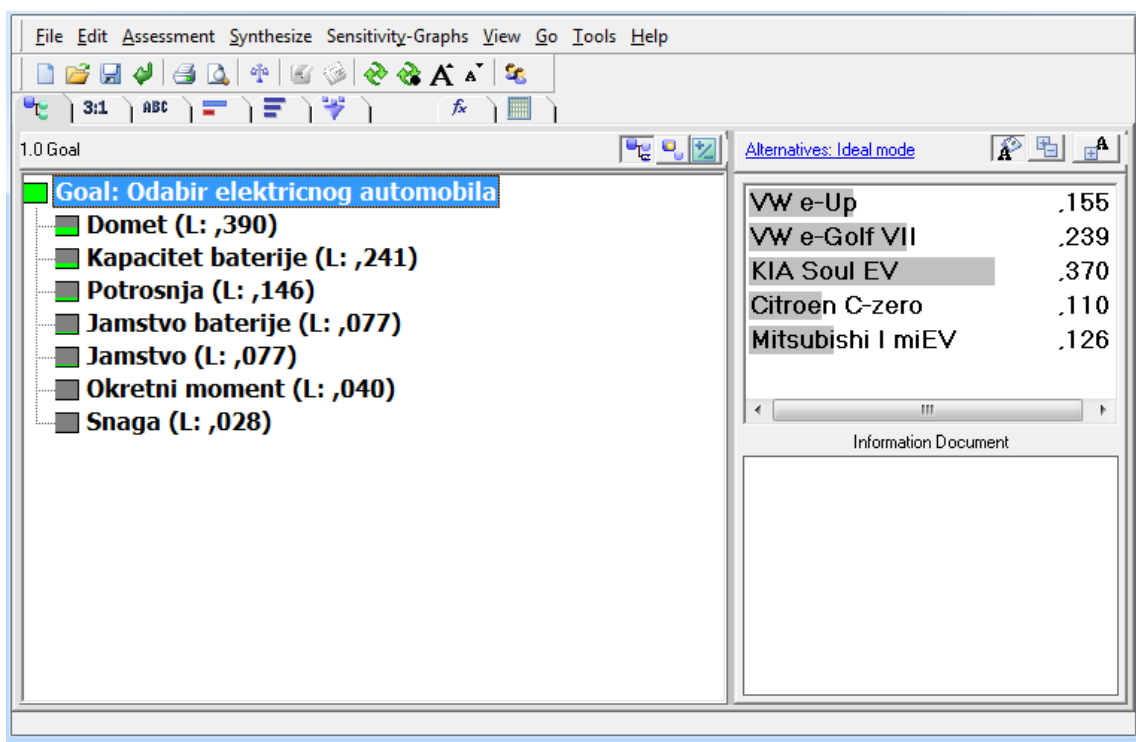 File Edit Assessment Synthesize Sensitivity-Graphs View Go Tools Help
3:1 ABC fx
1.0 Goal
Goal: Odabir elektricnog automobila
Domet (L: ,390)
Kapacitet baterije (L: ,241)
Potrosnja (L: ,146)
Jamstvo baterije (L: ,077)
Jamstvo (L: ,077)
Okretni moment (L: ,040)
Snaga (L: ,028)
Alternatives: Ideal mode
VW e-Up ,155
VW e-Golf VII ,239
KIA Soul EV ,370
Citroen C-zero ,110
Mitsubishi I miEV ,126
Information Document